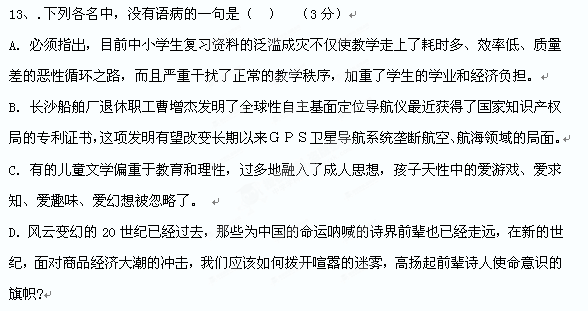 13、.下列各名中，没有语病的一句是（　）　（3分）
A. 必须指出，目前中小学生复习资料的泛滥成灾不仅使教学走上了耗时多、效率低、质量
差的恶性循环之路，而且严重干扰了正常的教学秩序，加重了学生的学业和经济负担。
B. 长沙船舶厂退休职工曹增杰发明了全球性自主基面定位导航仪最近获得了国家知识产权
局的专利证书，这项发明有望改变长期以来ＧＰＳ卫星导航系统垄断航空、航海领域的局面。
C. 有的儿童文学偏重于教育和理性，过多地融入了成人思想，孩子天性中的爱游戏、爱求
知、爱趣味、爱幻想被忽略了。
D. 风云变幻的20世纪已经过去，那些为中国的命运呐喊的诗界前辈也已经走远，在新的世
纪，面对商品经济大潮的冲击，我们应该如何拨开喧嚣的迷雾，高扬起前辈诗人使命意识的
旗帜?